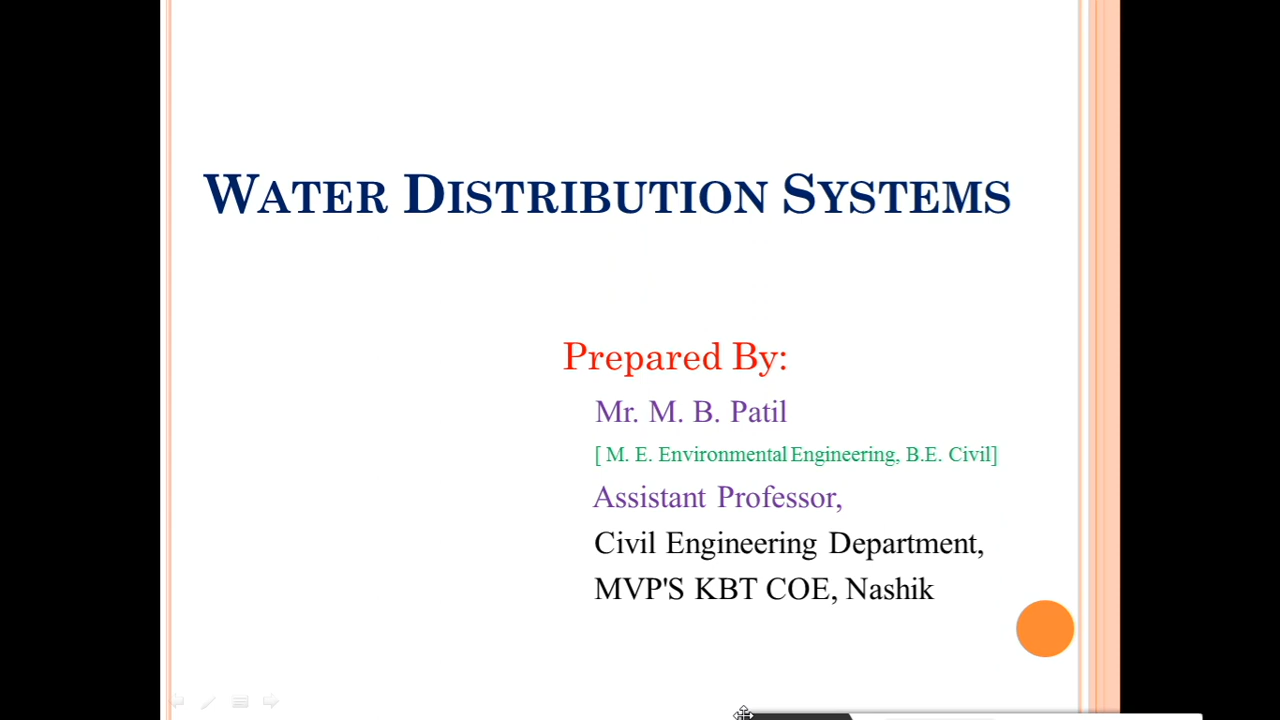 WATER DISTRIBUTION SYSTEMS
Prepared By:
Mr. M. B. Patil
[ M. E. Environmental Engineering, B.E. Civil]
Assistant Professor,
Civil Engineering Department,
MVP'S KBT COE, Nashik